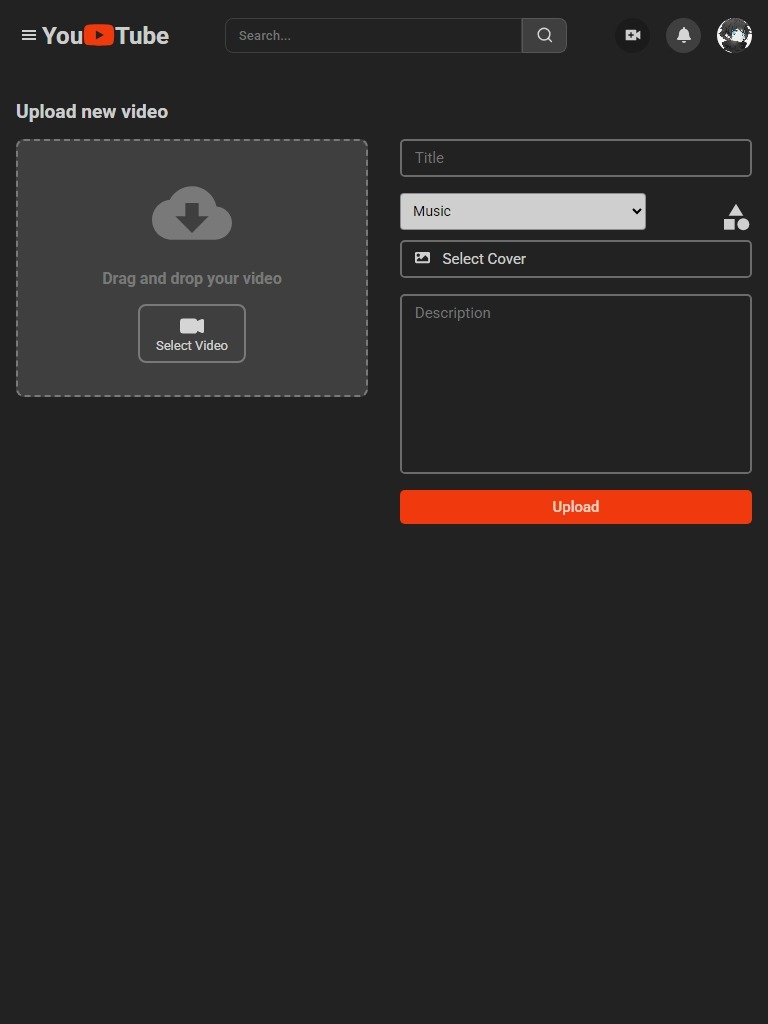 YouTube
Search...
Upload new video
Drag and drop your video
Select Video
Title
Music
Select Cover
Description
Upload